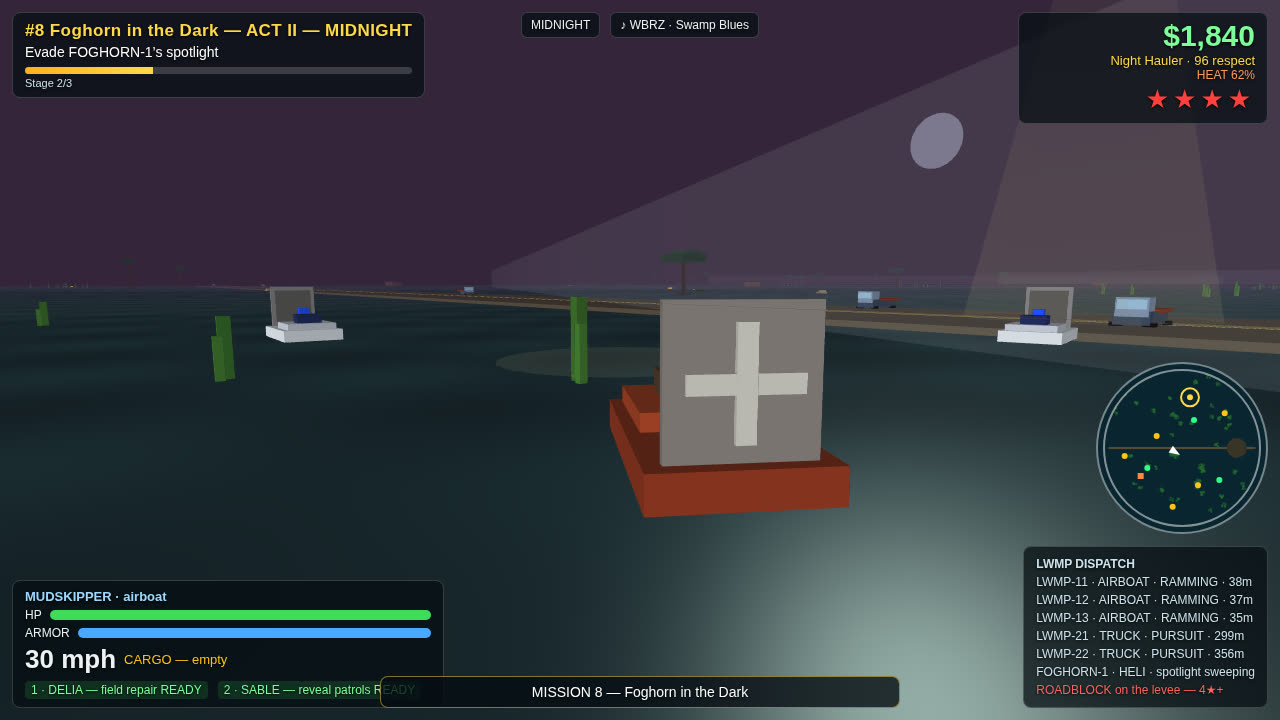 #8 Foghorn in the Dark — ACT II — MIDNIGHT
Evade FOGHORN-1's spotlight
Stage 2/3
MIDNIGHT
♪ WBRZ · Swamp Blues
$1,840
Night Hauler · 96 respect
HEAT 62%
★★★★
MUDSKIPPER · airboat
HP
ARMOR
30 mph CARGO — empty
1 · DELIA — field repair READY
2 · SABLE — reveal patrols READY
MISSION 8 — Foghorn in the Dark
LWMP DISPATCH
LWMP-11 · AIRBOAT · RAMMING · 38m
LWMP-12 · AIRBOAT · RAMMING · 37m
LWMP-13 · AIRBOAT · RAMMING · 35m
LWMP-21 · TRUCK · PURSUIT · 299m
LWMP-22 · TRUCK · PURSUIT · 356m
FOGHORN-1 · HELI · spotlight sweeping
ROADBLOCK on the levee — 4★+